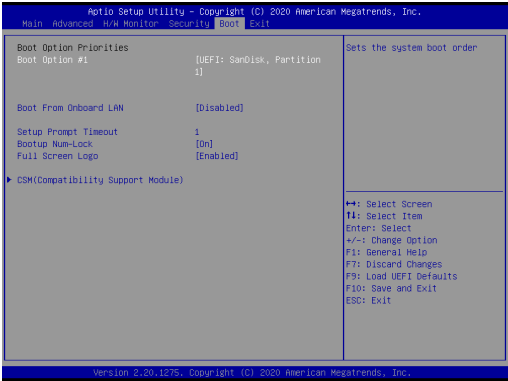 Aptio Setup Utility – Copyright (C) 2020 American Megatrends, Inc.
Main Advanced H/W Monitor Security Boot Exit
Boot Option Priorities
Boot Option #1 [UEFI: SanDisk, Partition 1]
Boot From Onboard LAN [Disabled]
Setup Prompt Timeout 1
Bootup Num-Lock [On]
Full Screen Logo [Enabled]
CSM(Compatibility Support Module)
Sets the system boot order
↔: Select Screen
↑↓: Select Item
Enter: Select
+/-: Change Option
F1: General Help
F7: Discard Changes
F9: Load UEFI Defaults
F10: Save and Exit
ESC: Exit
Version 2.20.1275. Copyright (C) 2020 American Megatrends, Inc.